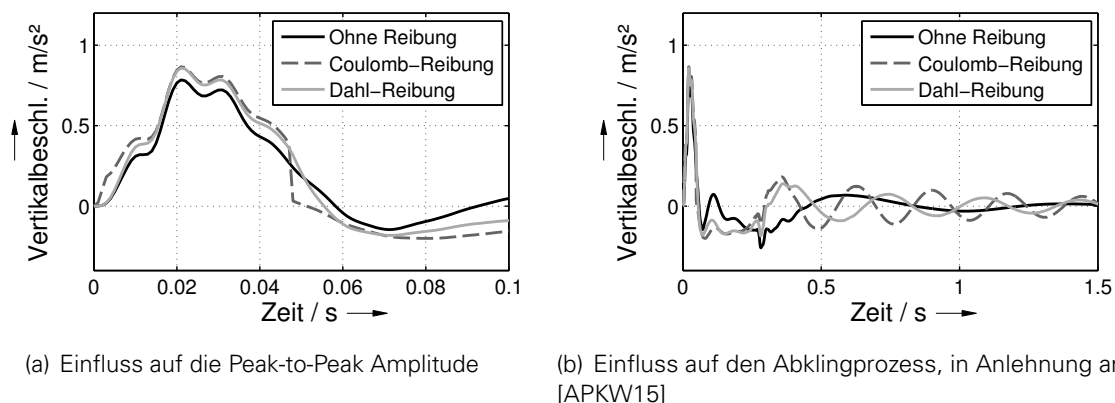 Vertikalbeschl. / m/s²
1
0.5
0
Ohne Reibung
Coulomb−Reibung
Dahl−Reibung
0 0.02 0.04 0.06 0.08 0.1
Zeit / s
(a) Einfluss auf die Peak-to-Peak Amplitude
Vertikalbeschl. / m/s²
1
0.5
0
Ohne Reibung
Coulomb−Reibung
Dahl−Reibung
0 0.5 1 1.5
Zeit / s
(b) Einfluss auf den Abklingprozess, in Anlehnung
[APKW15]